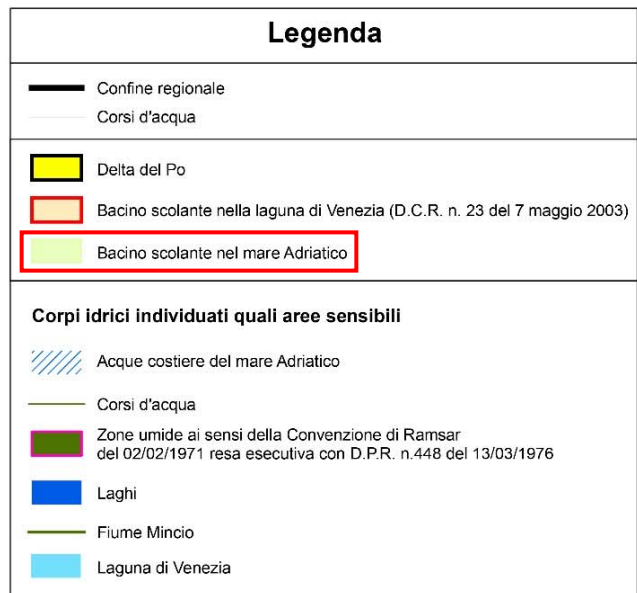 Legenda
Confine regionale
Corsi d'acqua
Delta del Po
Bacino scolante nella laguna di Venezia (D.C.R. n. 23 del 7 maggio 2003)
Bacino scolante nel mare Adriatico
Corpi idrici individuati quali aree sensibili
Acque costiere del mare Adriatico
Corsi d'acqua
Zone umide ai sensi della Convenzione di Ramsar
del 02/02/1971 resa esecutiva con D.P.R. n.448 del 13/03/1976
Laghi
Fiume Mincio
Laguna di Venezia